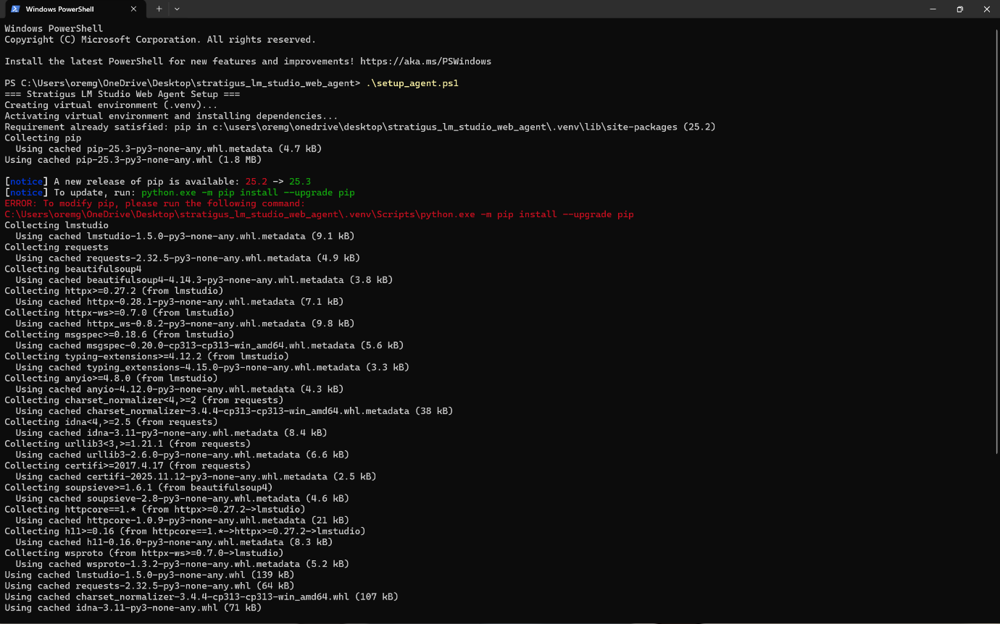 Windows PowerShell
Windows PowerShell
Copyright (C) Microsoft Corporation. All rights reserved.
Install the latest PowerShell for new features and improvements! https://aka.ms/PSWindows
PS C:\Users\oremg\OneDrive\Desktop\stratigus_lm_studio_web_agent> .\setup_agent.ps1
=== Stratigus LM Studio Web Agent Setup ===
Creating virtual environment (.venv)...
Activating virtual environment and installing dependencies...
Requirement already satisfied: pip in c:\users\oremg\onedrive\desktop\stratigus_lm_studio_web_agent\.venv\lib\site-packages (25.2)
Collecting pip
  Using cached pip-25.3-py3-none-any.whl.metadata (4.7 kB)
Using cached pip-25.3-py3-none-any.whl (1.8 MB)
[notice] A new release of pip is available: 25.2 -> 25.3
[notice] To update, run: python.exe -m pip install --upgrade pip
ERROR: To modify pip, please run the following command:
C:\Users\oremg\OneDrive\Desktop\stratigus_lm_studio_web_agent\.venv\Scripts\python.exe -m pip install --upgrade pip
Collecting lmstudio
  Using cached lmstudio-1.5.0-py3-none-any.whl.metadata (9.1 kB)
Collecting requests
  Using cached requests-2.32.5-py3-none-any.whl.metadata (4.9 kB)
Collecting beautifulsoup4
  Using cached beautifulsoup4-4.14.3-py3-none-any.whl.metadata (3.8 kB)
Collecting httpx>=0.27.2 (from lmstudio)
  Using cached httpx-0.28.1-py3-none-any.whl.metadata (7.1 kB)
Collecting httpx-ws>=0.7.0 (from lmstudio)
  Using cached httpx_ws-0.8.2-py3-none-any.whl.metadata (9.8 kB)
Collecting msgspec>=0.18.6 (from lmstudio)
  Using cached msgspec-0.20.0-cp313-cp313-win_amd64.whl.metadata (5.6 kB)
Collecting typing-extensions>=4.12.2 (from lmstudio)
  Using cached typing_extensions-4.15.0-py3-none-any.whl.metadata (3.3 kB)
Collecting anyio>=4.8.0 (from lmstudio)
  Using cached anyio-4.12.0-py3-none-any.whl.metadata (4.3 kB)
Collecting charset_normalizer<4,>=2 (from requests)
  Using cached charset_normalizer-3.4.4-cp313-cp313-win_amd64.whl.metadata (38 kB)
Collecting idna<4,>=2.5 (from requests)
  Using cached idna-3.11-py3-none-any.whl.metadata (8.4 kB)
Collecting urllib3<3,>=1.21.1 (from requests)
  Using cached urllib3-2.6.0-py3-none-any.whl.metadata (6.6 kB)
Collecting certifi>=2017.4.17 (from requests)
  Using cached certifi-2025.11.12-py3-none-any.whl.metadata (2.5 kB)
Collecting soupsieve>=1.6.1 (from beautifulsoup4)
  Using cached soupsieve-2.8-py3-none-any.whl.metadata (4.6 kB)
Collecting httpcore==1.* (from httpx>=0.27.2->lmstudio)
  Using cached httpcore-1.0.9-py3-none-any.whl.metadata (21 kB)
Collecting h11>=0.16 (from httpcore==1.*->httpx>=0.27.2->lmstudio)
  Using cached h11-0.16.0-py3-none-any.whl.metadata (8.3 kB)
Collecting wsproto (from httpx-ws>=0.7.0->lmstudio)
  Using cached wsproto-1.3.2-py3-none-any.whl.metadata (5.2 kB)
Using cached lmstudio-1.5.0-py3-none-any.whl (139 kB)
Using cached requests-2.32.5-py3-none-any.whl (64 kB)
Using cached charset_normalizer-3.4.4-cp313-cp313-win_amd64.whl (107 kB)
Using cached idna-3.11-py3-none-any.whl (71 kB)